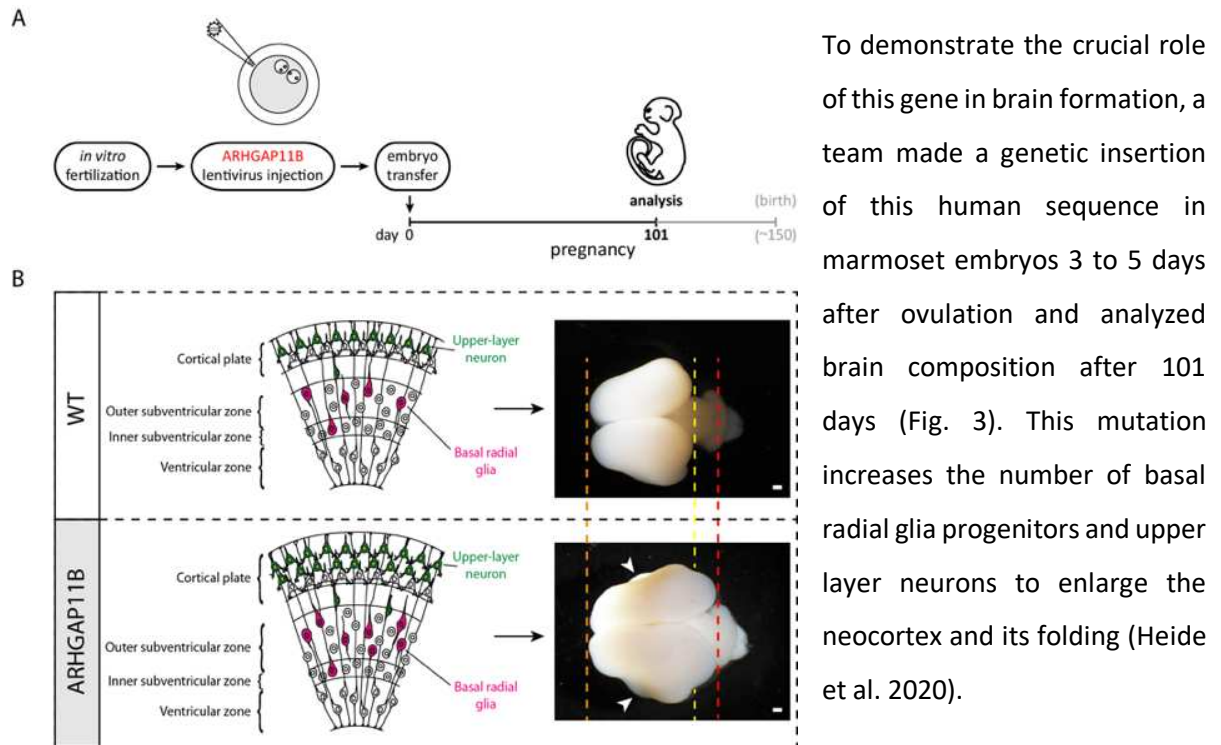 A
in vitro
fertilization
ARHGAP11B
lentivirus injection
embryo
transfer
analysis
(birth)
day 0
101
(~150)
pregnancy
B
WT
Cortical plate
Outer subventricular zone
Inner subventricular zone
Ventricular zone
Upper-layer
neuron
Basal radial
glia
ARHGAP11B
Cortical plate
Outer subventricular zone
Inner subventricular zone
Ventricular zone
Upper-layer
neuron
Basal radial
glia
To demonstrate the crucial role
of this gene in brain formation, a
team made a genetic insertion
of this human sequence in
marmoset embryos 3 to 5 days
after ovulation and analyzed
brain composition after 101
days (Fig. 3). This mutation
increases the number of basal
radial glia progenitors and upper
layer neurons to enlarge the
neocortex and its folding (Heide
et al. 2020).